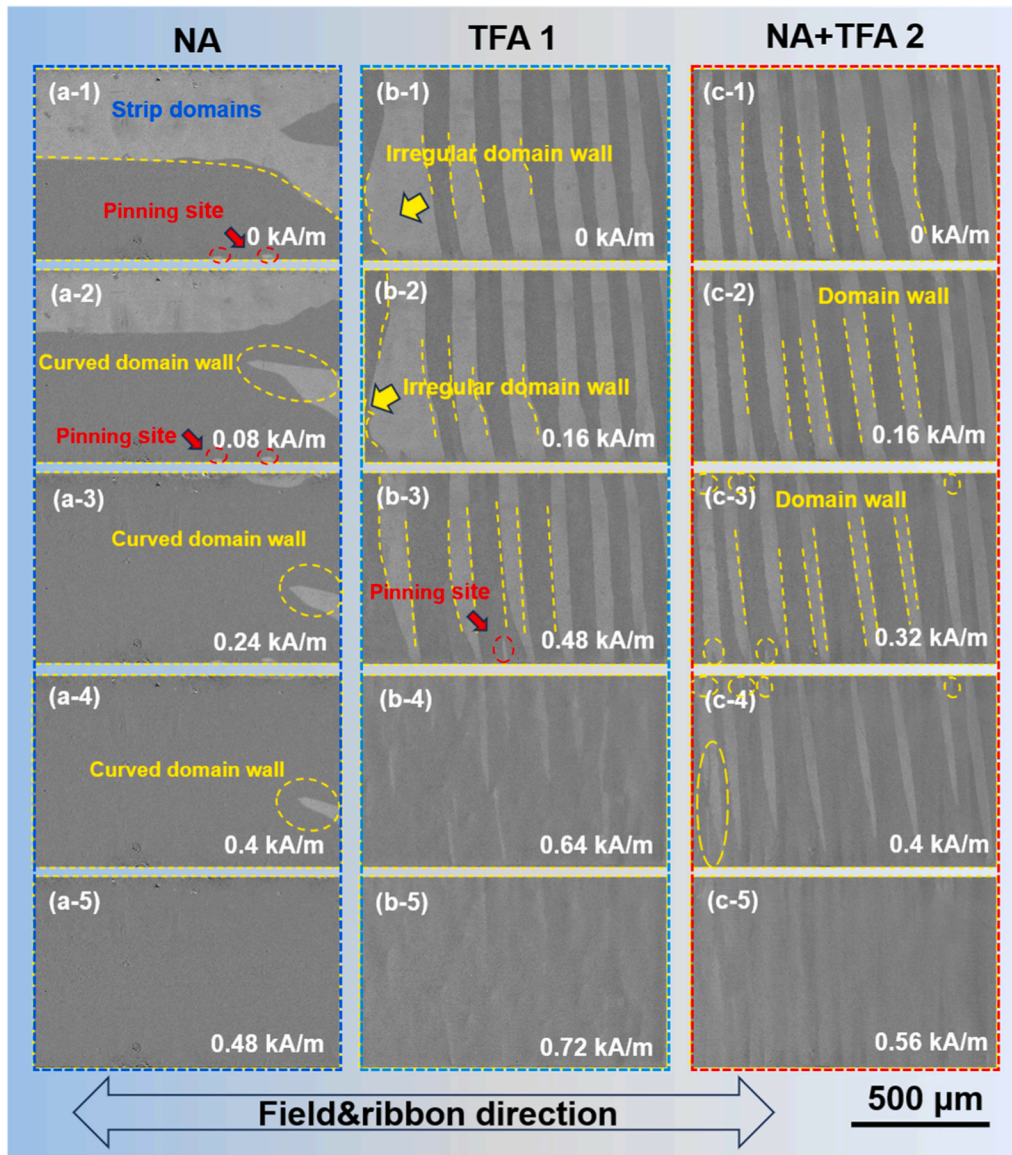 NA
TFA 1
NA+TFA 2
(a-1)
Strip domains
Pinning site
0 kA/m
(b-1)
Irregular domain wall
0 kA/m
(c-1)
0 kA/m
(a-2)
Curved domain wall
Pinning site
0.08 kA/m
(b-2)
Irregular domain wall
0.16 kA/m
(c-2)
Domain wall
0.16 kA/m
(a-3)
Curved domain wall
0.24 kA/m
(b-3)
Pinning site
0.48 kA/m
(c-3)
Domain wall
0.32 kA/m
(a-4)
Curved domain wall
0.4 kA/m
(b-4)
0.64 kA/m
(c-4)
0.4 kA/m
(a-5)
0.48 kA/m
(b-5)
0.72 kA/m
(c-5)
0.56 kA/m
Field&ribbon direction
500 μm